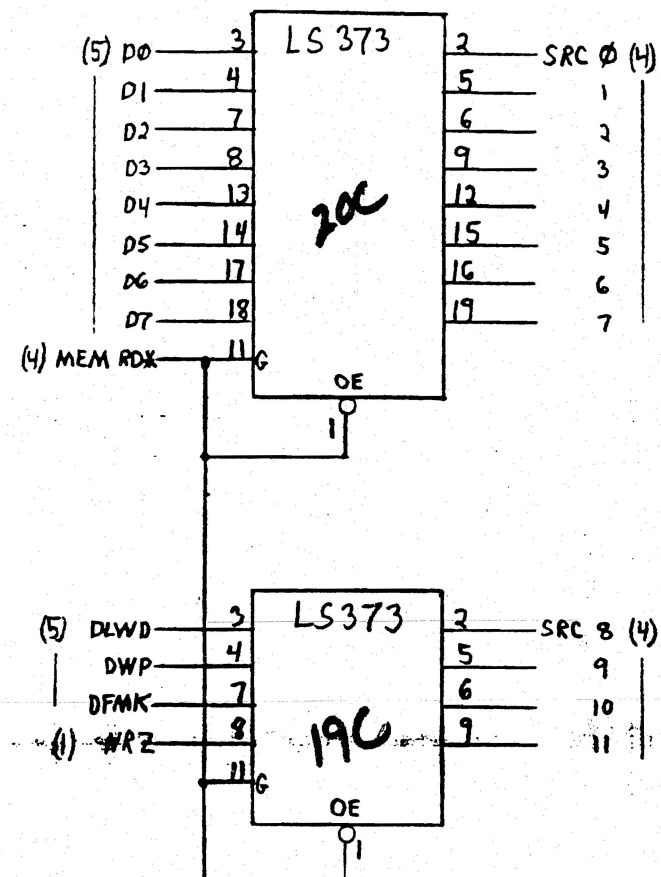 LS 373
(5) D0 3 2 SRC Ø (4)
D1 4 5 1
D2 7 6 2
D3 8 9 3
D4 13 12 4
20C
D5 14 15 5
D6 17 16 6
D7 18 19 7
(4) MEM RDX 11 G
OE
1
LS373
(5) DLWD 3 2 SRC 8 (4)
DWP 4 5 9
DFMK 7 6 10
(1) 8 9 11
19C
11 G
OE
1